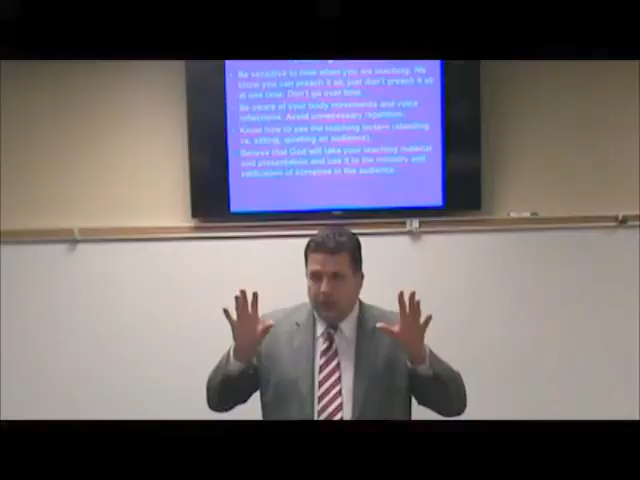 Be sensitive to time when you are teaching. We
know you can preach it all, just don't preach it all
at one time. Don't go over time.
Be aware of your body movements and voice
inflections. Avoid unnecessary repetition.
Know how to use the teaching lectern (standing
vs. sitting, quieting an audience).
Believe that God will take your teaching material
and presentation and use it to the ministry and
edification of someone in the audience.